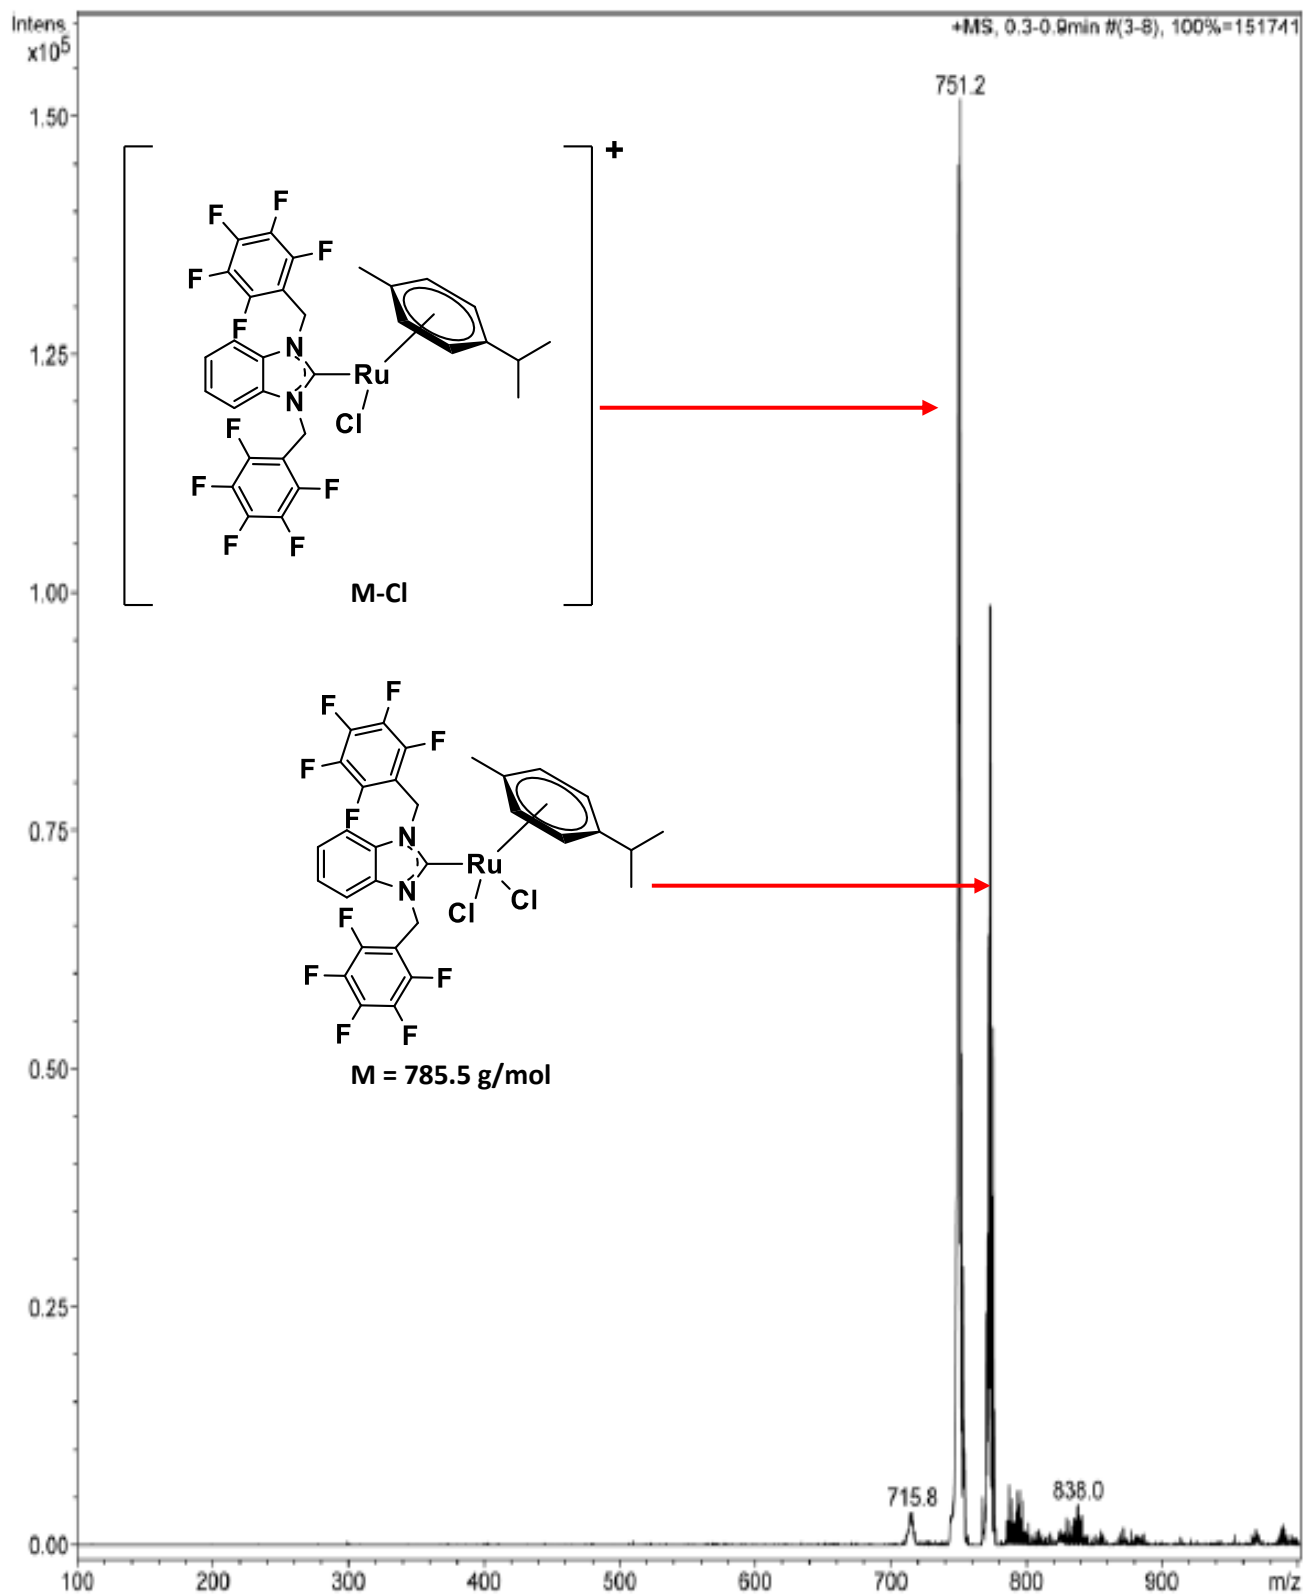 Intens.
x10⁵
+MS, 0.3-0.9min #(3-8), 100%=151741
751.2
1.50
+
F
F
F
F
F
N
Ru
N
Cl
F
F
F
F
F
M-Cl
1.25
1.00
F
F
F
F
F
N
Ru
N
Cl
Cl
F
F
F
F
F
M = 785.5 g/mol
0.75
0.50
0.25
715.8
838.0
0.00
100 200 300 400 500 600 700 800 900 m/z